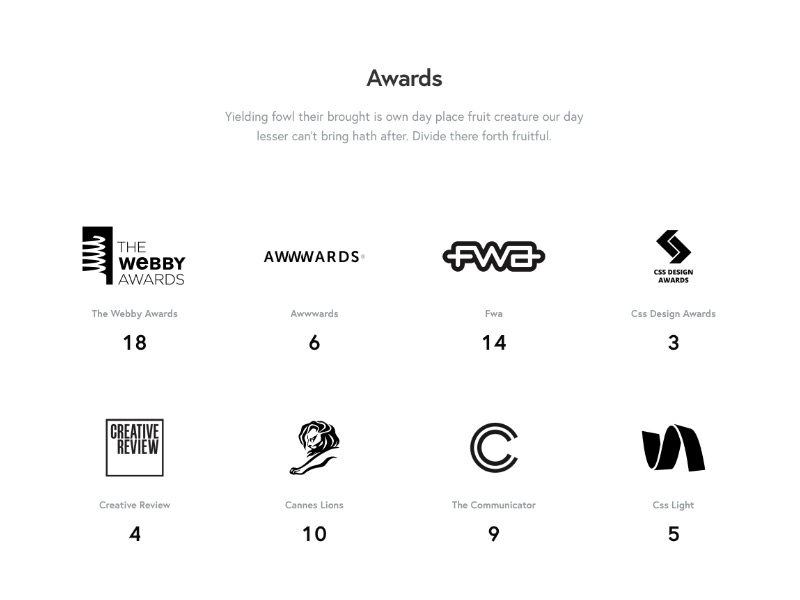 Awards
Yielding fowl their brought is own day place fruit creature our day
lesser can't bring hath after. Divide there forth fruitful.
THE
WeBBY
AWARDS
AWWWARDS
FWA
CSS DESIGN
AWARDS
The Webby Awards
Awwwards
Fwa
Css Design Awards
18
6
14
3
CREATIVE
REVIEW
Creative Review
Cannes Lions
The Communicator
Css Light
4
10
9
5